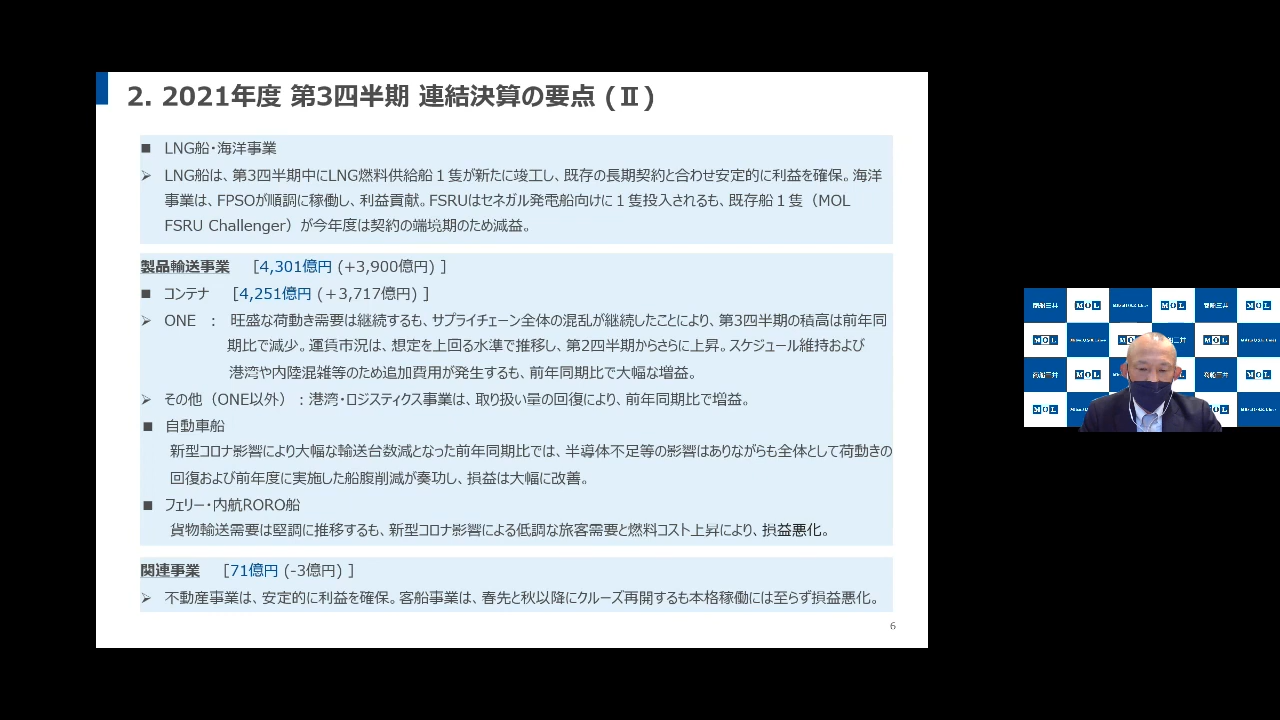 2. 2021年度 第3四半期 連結決算の要点 (Ⅱ)
■ LNG船・海洋事業
➢ LNG船は、第3四半期中にLNG燃料供給船１隻が新たに竣工し、既存の長期契約と合わせ安定的に利益を確保。海洋
事業は、FPSOが順調に稼働し、利益貢献。FSRUはセネガル発電船向けに１隻投入されるも、既存船１隻（MOL
FSRU Challenger）が今年度は契約の端境期のため減益。
製品輸送事業 [4,301億円 (+3,900億円) ]
■ コンテナ [4,251億円 (＋3,717億円) ]
➢ ONE ： 旺盛な荷動き需要は継続するも、サプライチェーン全体の混乱が継続したことにより、第3四半期の積高は前年同
期比で減少。運賃市況は、想定を上回る水準で推移し、第2四半期からさらに上昇。スケジュール維持および
港湾や内陸混雑等のため追加費用が発生するも、前年同期比で大幅な増益。
➢ その他（ONE以外）：港湾・ロジスティクス事業は、取り扱い量の回復により、前年同期比で増益。
■ 自動車船
新型コロナ影響により大幅な輸送台数減となった前年同期比では、半導体不足等の影響はありながらも全体として荷動きの
回復および前年度に実施した船腹削減が奏功し、損益は大幅に改善。
■ フェリー・内航RORO船
貨物輸送需要は堅調に推移するも、新型コロナ影響による低調な旅客需要と燃料コスト上昇により、損益悪化。
関連事業 [71億円 (-3億円) ]
➢ 不動産事業は、安定的に利益を確保。客船事業は、春先と秋以降にクルーズ再開するも本格稼働には至らず損益悪化。
6
商船三井 MOL MOL 商船三井 MOL
MOL MOL 三井 MOL
商船三井 MOL 商船三井 MOL
MOL OL